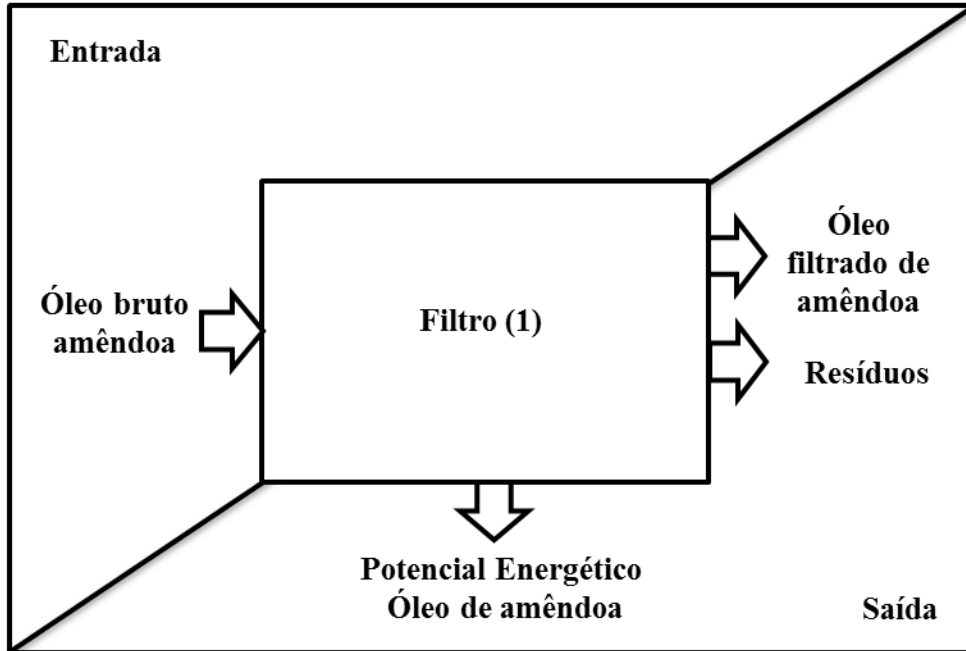 Entrada
Óleo bruto
amêndoa
Filtro (1)
Óleo
filtrado de
amêndoa
Resíduos
Potencial Energético
Óleo de amêndoa
Saída